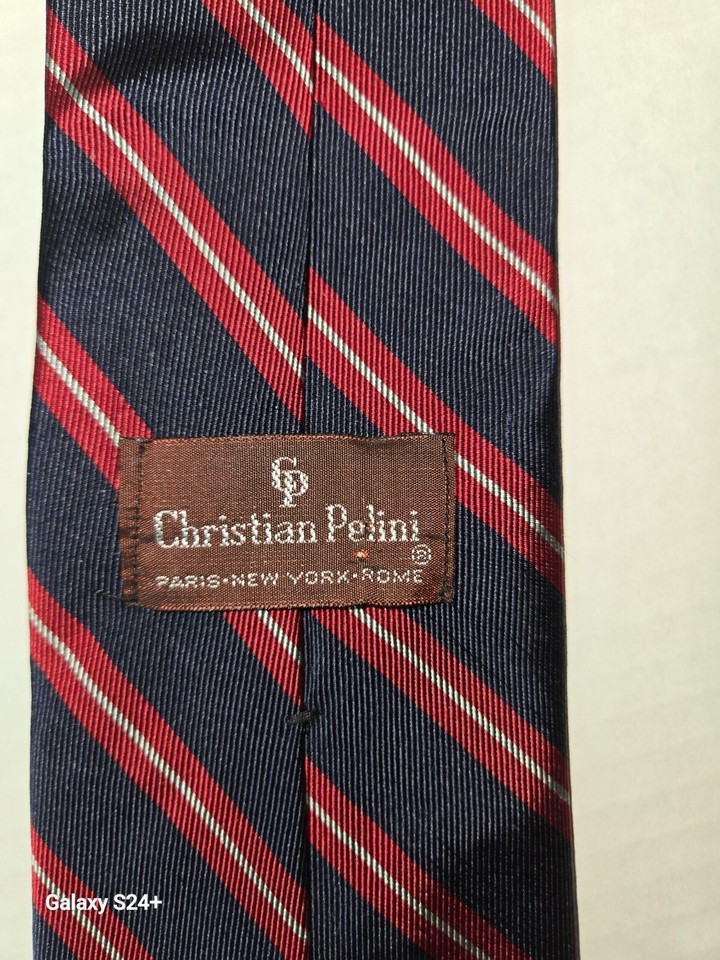 CP
Christian Pelini
®
PARIS•NEW YORK•ROME
Galaxy S24+